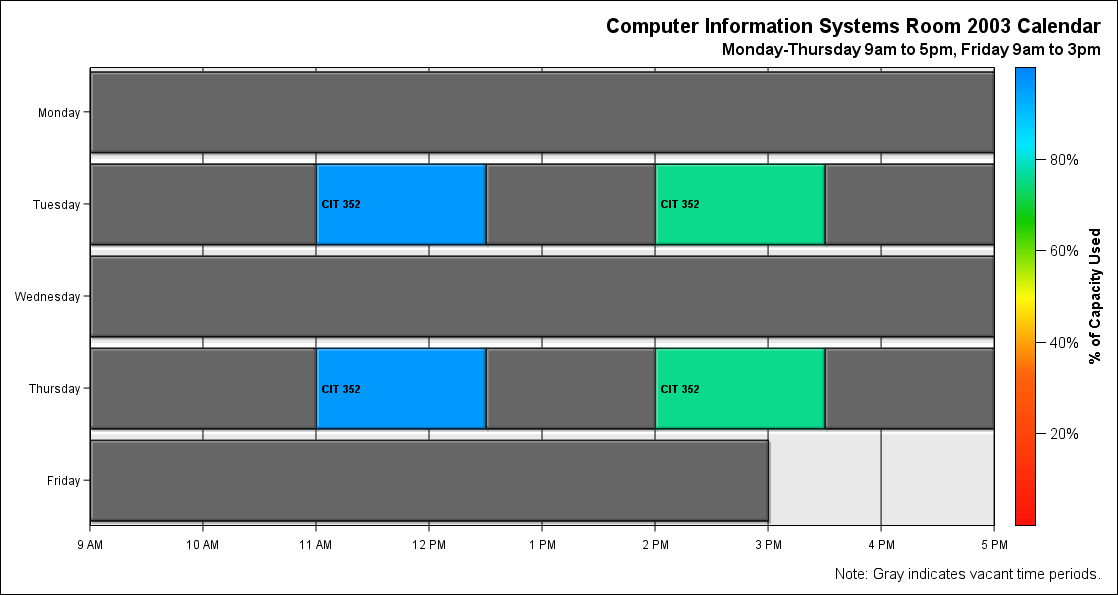 Computer Information Systems Room 2003 Calendar
Monday-Thursday 9am to 5pm, Friday 9am to 3pm
Monday
Tuesday
CIT 352
CIT 352
Wednesday
Thursday
CIT 352
CIT 352
Friday
9 AM
10 AM
11 AM
12 PM
1 PM
2 PM
3 PM
4 PM
5 PM
80%
60%
40%
20%
% of Capacity Used
Note: Gray indicates vacant time periods.